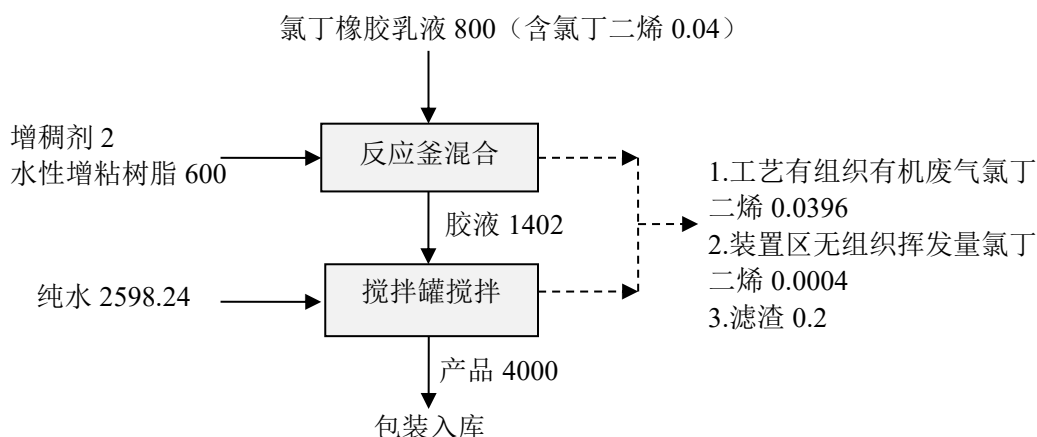 氯丁橡胶乳液 800（含氯丁二烯 0.04）
增稠剂 2
水性增粘树脂 600
反应釜混合
胶液 1402
纯水 2598.24
搅拌罐搅拌
1.工艺有组织有机废气氯丁
二烯 0.0396
2.装置区无组织挥发量氯丁
二烯 0.0004
3.滤渣 0.2
产品 4000
包装入库